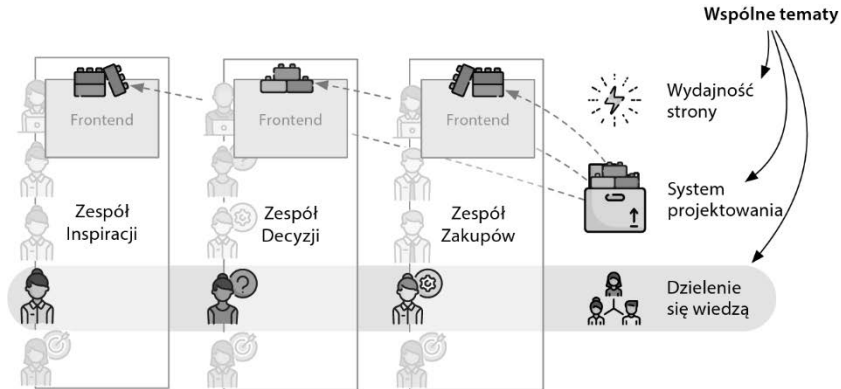 Wspólne tematy
Frontend
Frontend
Frontend
Wydajność
strony
System
projektowania
Zespół
Inspiracji
Zespół
Decyzji
Zespół
Zakupów
?
?
Dzielenie
się wiedzą